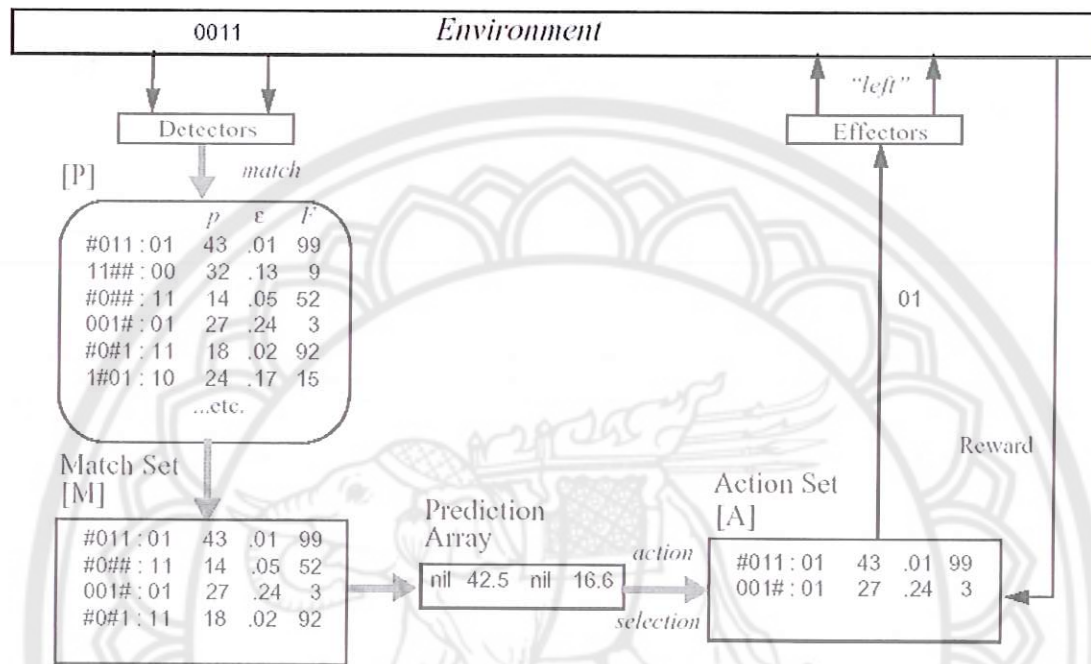 0011 Environment
"left"
Detectors
Effectors
match
[P]
p ε F
#011 : 01 43 .01 99
11## : 00 32 .13 9
#0## : 11 14 .05 52
001# : 01 27 .24 3
#0#1 : 11 18 .02 92
1#01 : 10 24 .17 15
...etc.
01
Reward
Match Set
[M]
#011 : 01 43 .01 99
#0## : 11 14 .05 52
001# : 01 27 .24 3
#0#1 : 11 18 .02 92
Prediction
Array
nil 42.5 nil 16.6
action
selection
Action Set
[A]
#011 : 01 43 .01 99
001# : 01 27 .24 3